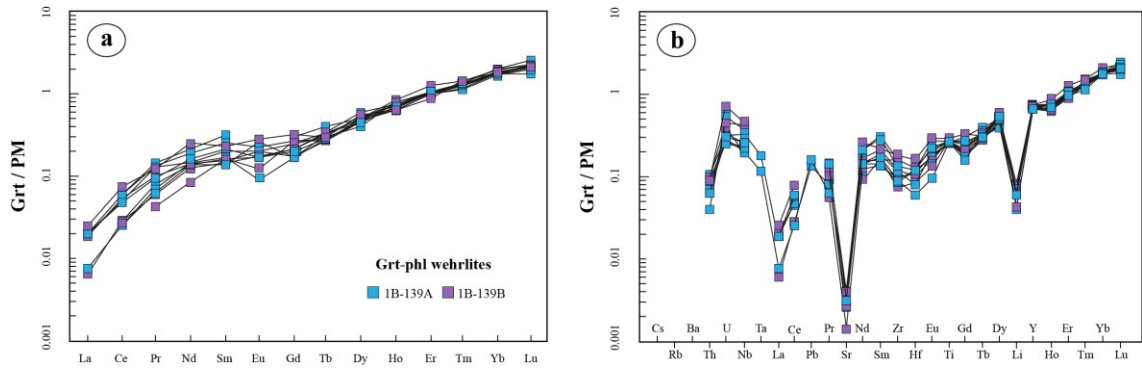 a
Grt / PM
10
1
0.1
0.01
0.001
Grt-phl wehrlites
1B-139A 1B-139B
La Ce Pr Nd Sm Eu Gd Tb Dy Ho Er Tm Yb Lu
b
Grt / PM
10
1
0.1
0.01
0.001
Cs Ba U Ta Ce Pr Nd Zr Eu Gd Dy Y Er Yb
Rb Th Nb La Pb Sr Sm Hf Ti Tb Li Ho Tm Lu